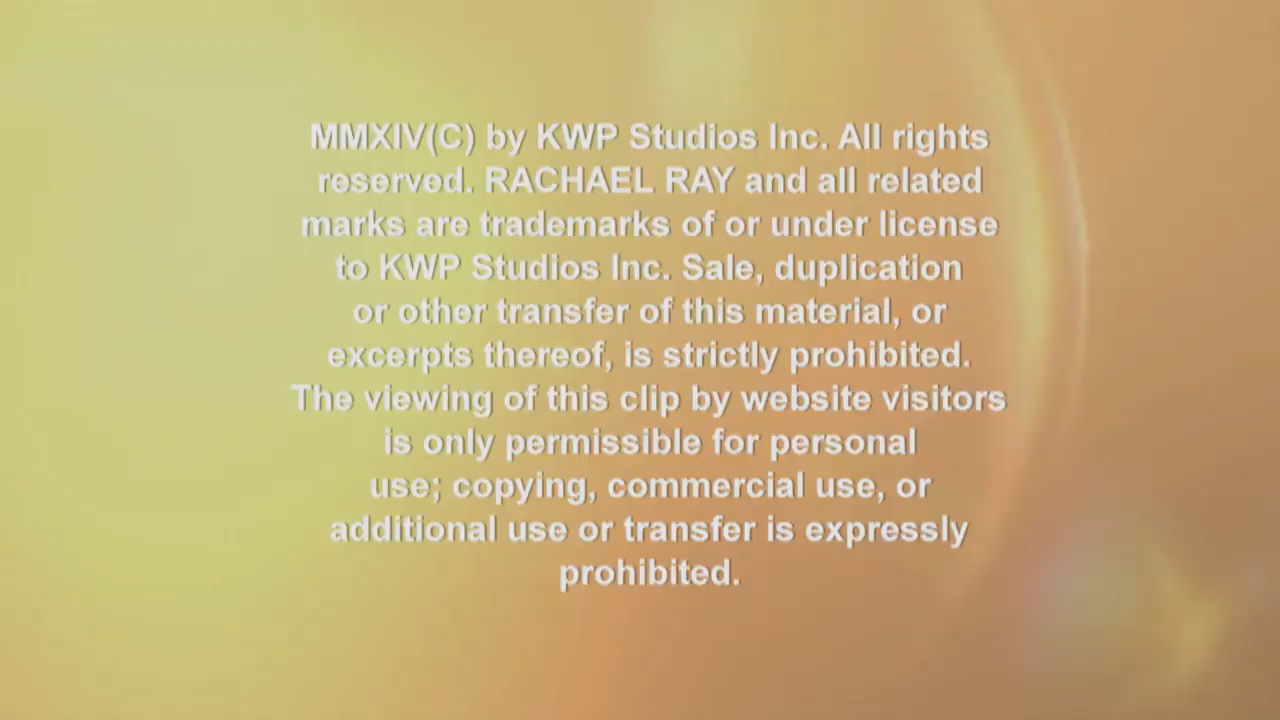 MMXIV(C) by KWP Studios Inc. All rights
reserved. RACHAEL RAY and all related
marks are trademarks of or under license
to KWP Studios Inc. Sale, duplication
or other transfer of this material, or
excerpts thereof, is strictly prohibited.
The viewing of this clip by website visitors
is only permissible for personal
use; copying, commercial use, or
additional use or transfer is expressly
prohibited.